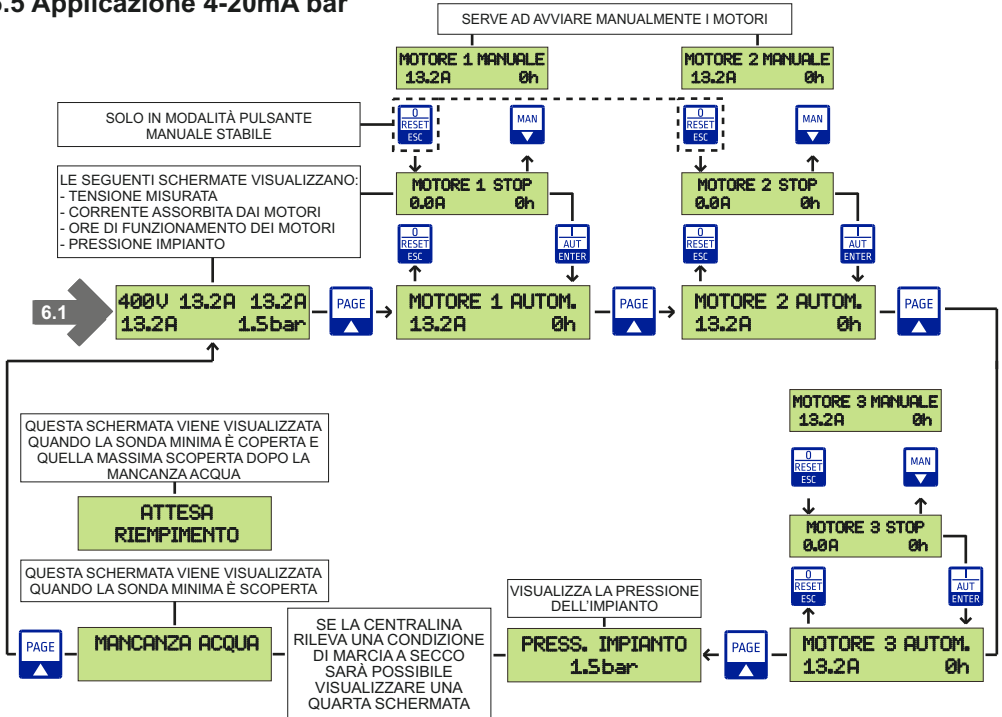 6.5 Applicazione 4-20mA bar
SERVE AD AVVIARE MANUALMENTE I MOTORI
MOTORE 1 MANUALE
13.2A 0h
MOTORE 2 MANUALE
13.2A 0h
SOLO IN MODALITÀ PULSANTE
MANUALE STABILE
0
RESET
ESC
MAN
0
RESET
ESC
MAN
LE SEGUENTI SCHERMATE VISUALIZZANO:
- TENSIONE MISURATA
- CORRENTE ASSORBITA DAI MOTORI
- ORE DI FUNZIONAMENTO DEI MOTORI
- PRESSIONE IMPIANTO
MOTORE 1 STOP
0.0A 0h
MOTORE 2 STOP
0.0A 0h
0
RESET
ESC
I
AUT
ENTER
0
RESET
ESC
I
AUT
ENTER
6.1
400V 13.2A 13.2A
13.2A 1.5bar
PAGE
MOTORE 1 AUTOM.
13.2A 0h
PAGE
MOTORE 2 AUTOM.
13.2A 0h
PAGE
MOTORE 3 MANUALE
13.2A 0h
QUESTA SCHERMATA VIENE VISUALIZZATA
QUANDO LA SONDA MINIMA È COPERTA E
QUELLA MASSIMA SCOPERTA DOPO LA
MANCANZA ACQUA
0
RESET
ESC
MAN
ATTESA
RIEMPIMENTO
MOTORE 3 STOP
0.0A 0h
QUESTA SCHERMATA VIENE VISUALIZZATA
QUANDO LA SONDA MINIMA È SCOPERTA
VISUALIZZA LA PRESSIONE
DELL'IMPIANTO
0
RESET
ESC
I
AUT
ENTER
PAGE
MANCANZA ACQUA
SE LA CENTRALINA
RILEVA UNA CONDIZIONE
DI MARCIA A SECCO
SARÀ POSSIBILE
VISUALIZZARE UNA
QUARTA SCHERMATA
PRESS. IMPIANTO
1.5bar
PAGE
MOTORE 3 AUTOM.
13.2A 0h